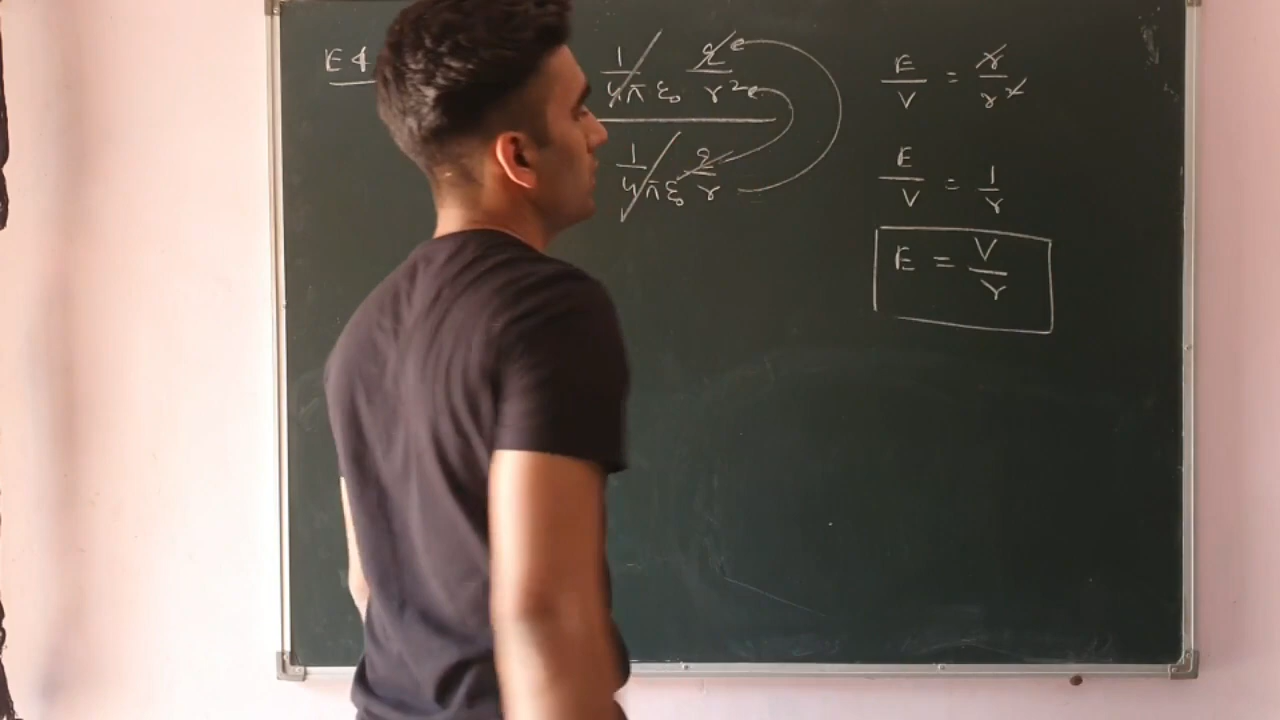 E &
1/4πε₀ q/r²
1/4πε₀ q/r
E/V = r/r²
E/V = 1/r
E = V/r